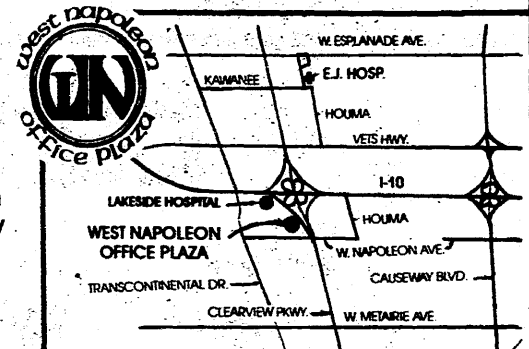 west napoleon
WN
office plaza
W. ESPLANADE AVE.
E.J. HOSP.
KAWANEE
HOUMA
VETS HWY.
I-10
LAKESIDE HOSPITAL
HOUMA
WEST NAPOLEON
OFFICE PLAZA
W. NAPOLEON AVE.
TRANSCONTINENTAL DR.
CAUSEWAY BLVD.
CLEARVIEW PKWY.
W. METAIRIE AVE.